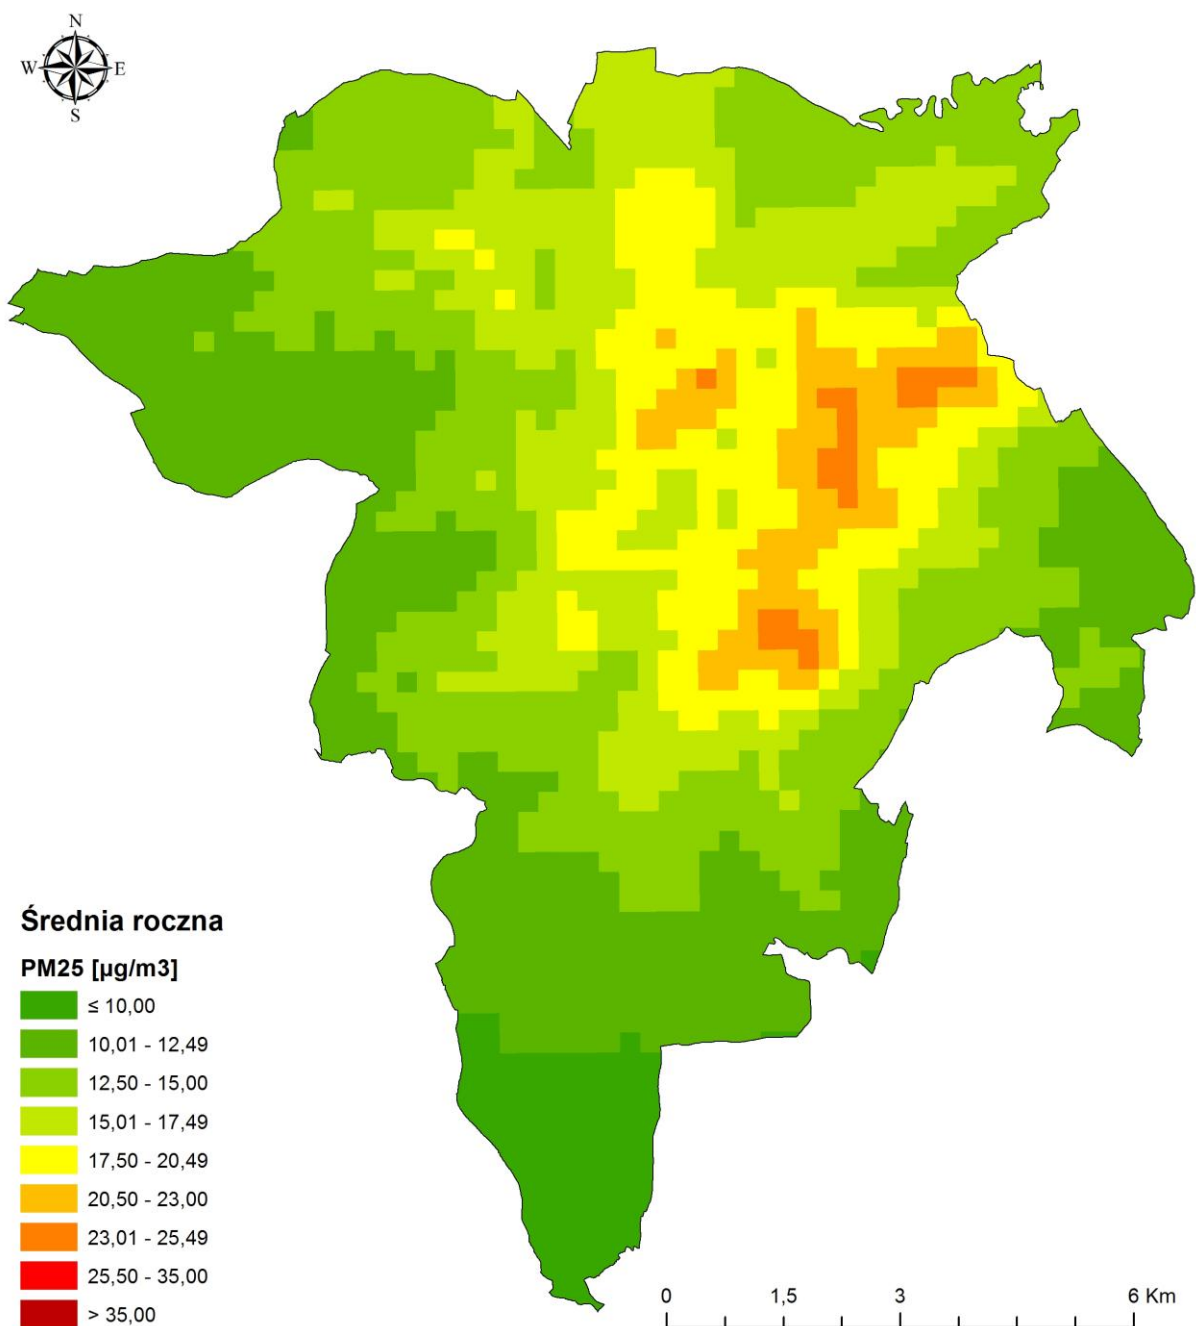 N
W E
S
Średnia roczna
PM25 [µg/m3]
≤ 10,00
10,01 - 12,49
12,50 - 15,00
15,01 - 17,49
17,50 - 20,49
20,50 - 23,00
23,01 - 25,49
25,50 - 35,00
> 35,00
0 1,5 3 6 Km